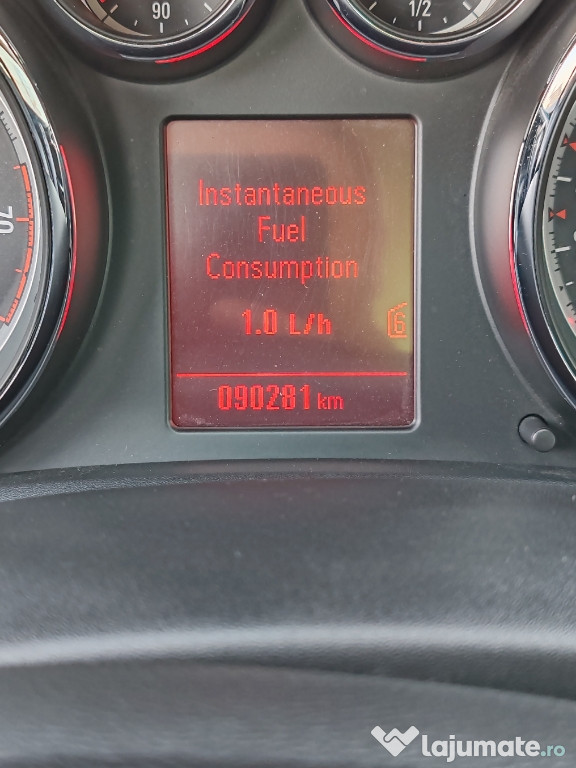 90
1/2
Instantaneous
Fuel
Consumption
1.0 L/h
6
70
090281 km
lajumate.ro